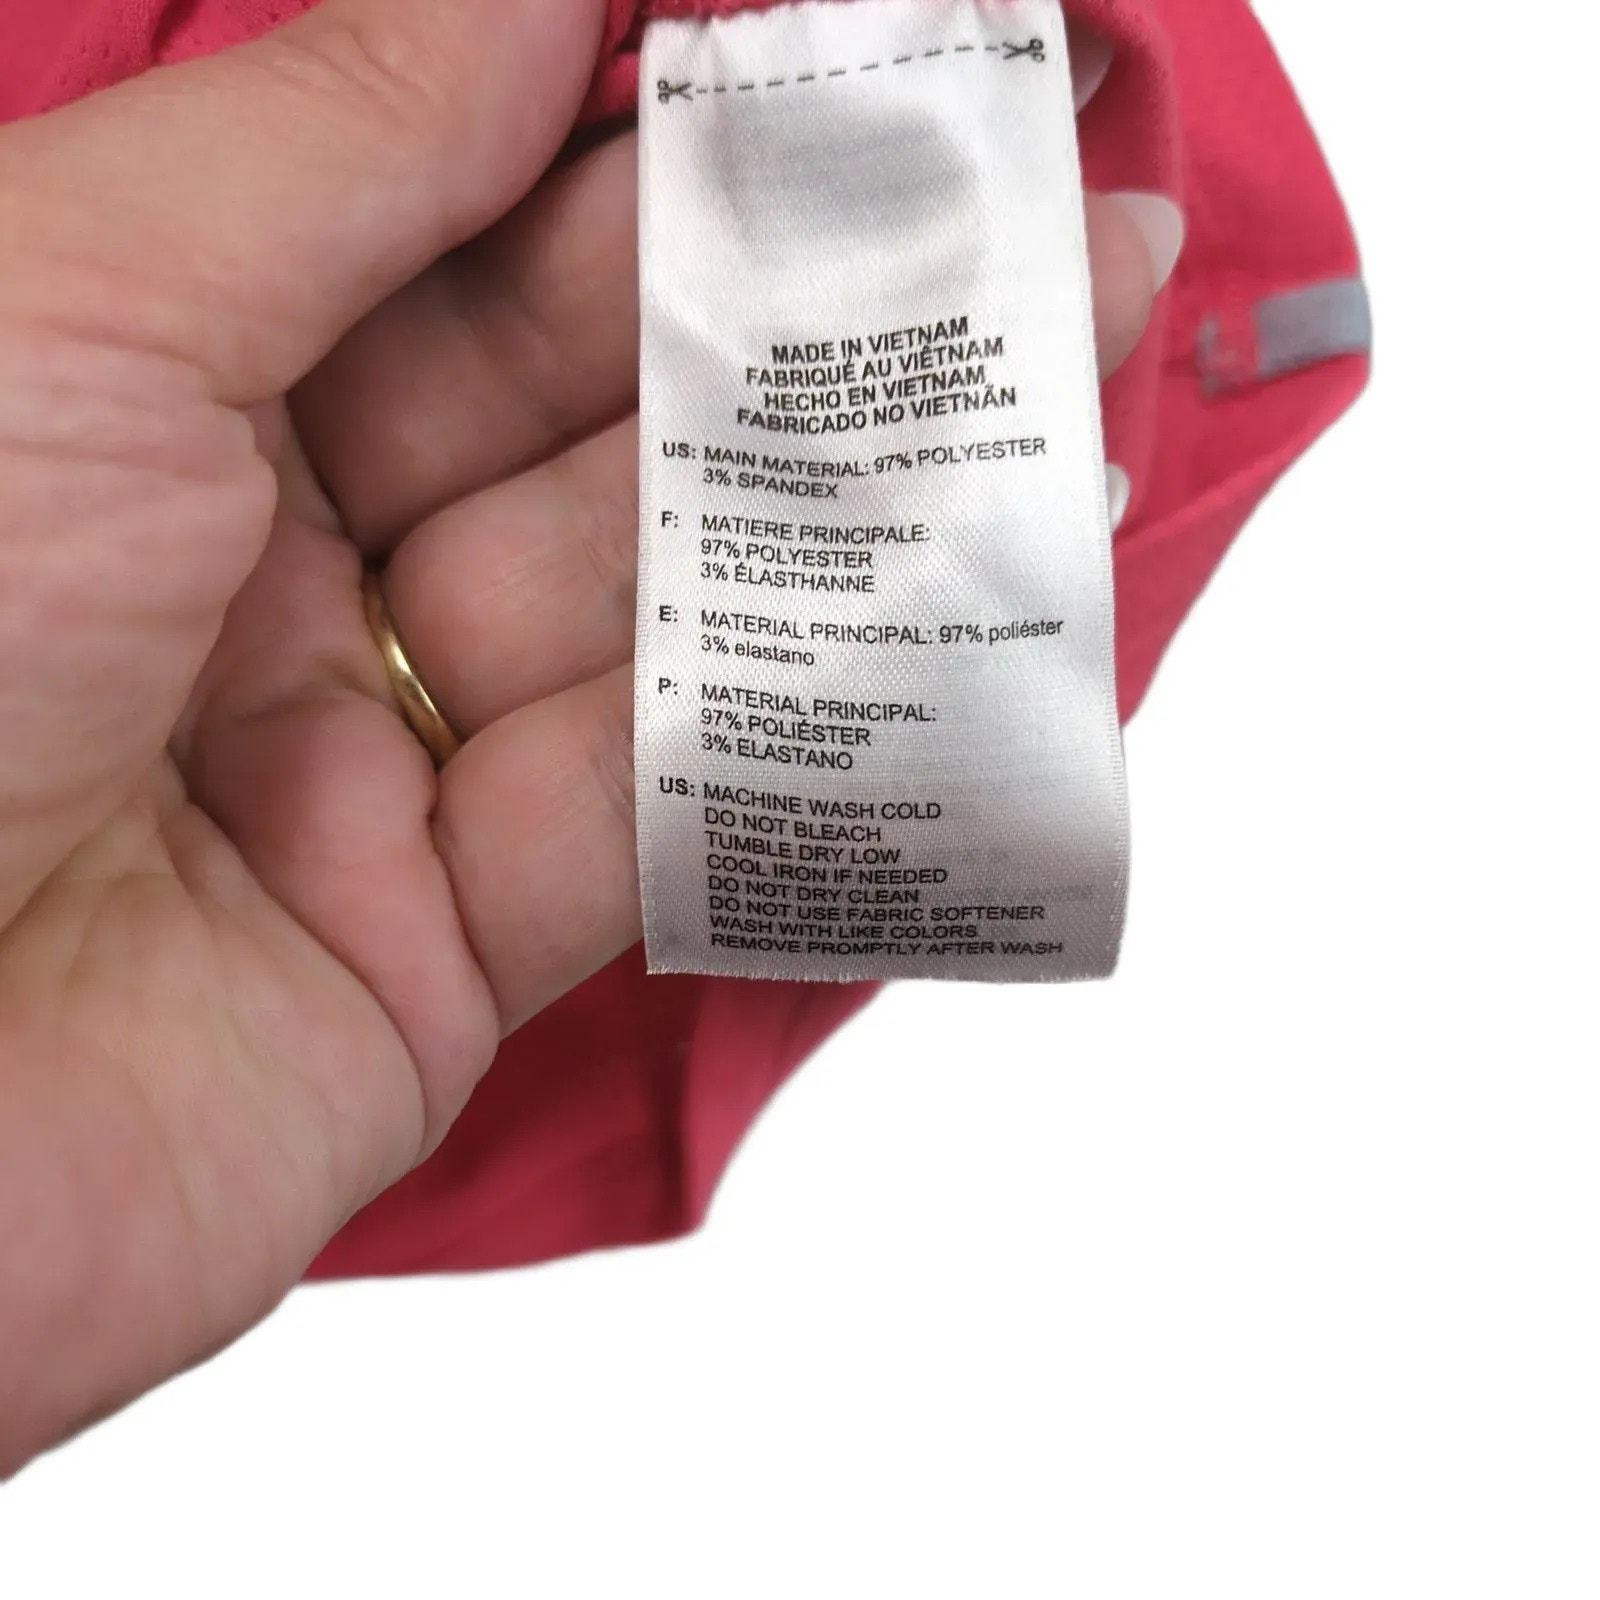 MADE IN VIETNAM
FABRIQUÉ AU VIÊTNAM
HECHO EN VIETNAM
FABRICADO NO VIETNÃN
US: MAIN MATERIAL: 97% POLYESTER
3% SPANDEX
F: MATIERE PRINCIPALE:
97% POLYESTER
3% ÉLASTHANNE
E: MATERIAL PRINCIPAL: 97% poliéster
3% elastano
P: MATERIAL PRINCIPAL:
97% POLIÉSTER
3% ELASTANO
US: MACHINE WASH COLD
DO NOT BLEACH
TUMBLE DRY LOW
COOL IRON IF NEEDED
DO NOT DRY CLEAN
DO NOT USE FABRIC SOFTENER
WASH WITH LIKE COLORS
REMOVE PROMPTLY AFTER WASH